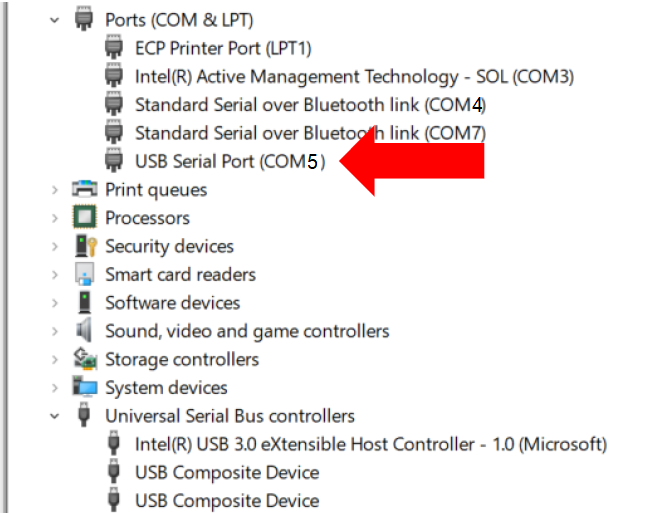 Ports (COM & LPT)
ECP Printer Port (LPT1)
Intel(R) Active Management Technology - SOL (COM3)
Standard Serial over Bluetooth link (COM4)
Standard Serial over Bluetooth link (COM7)
USB Serial Port (COM5)
Print queues
Processors
Security devices
Smart card readers
Software devices
Sound, video and game controllers
Storage controllers
System devices
Universal Serial Bus controllers
Intel(R) USB 3.0 eXtensible Host Controller - 1.0 (Microsoft)
USB Composite Device
USB Composite Device